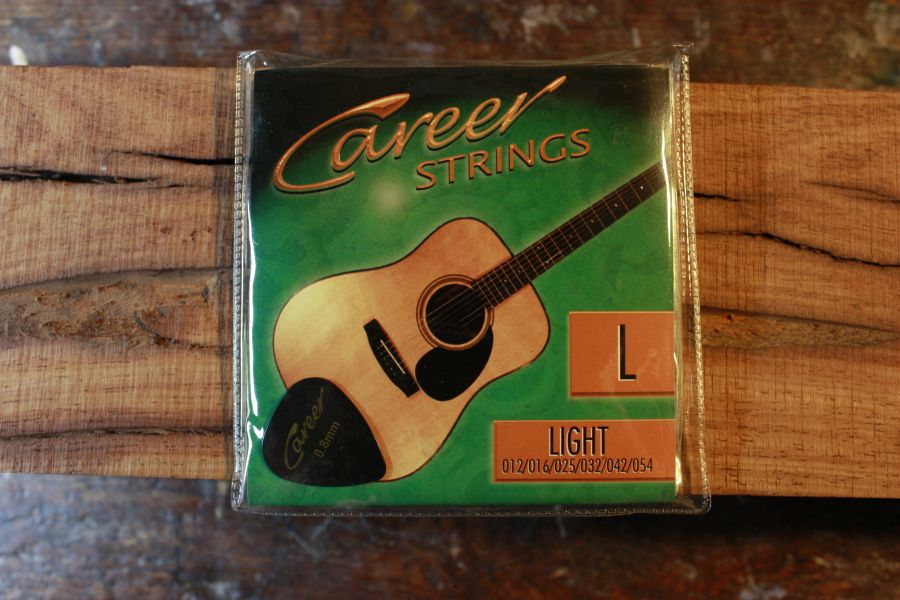 Career
STRINGS
L
LIGHT
012/016/025/032/042/054
Career
0.8mm